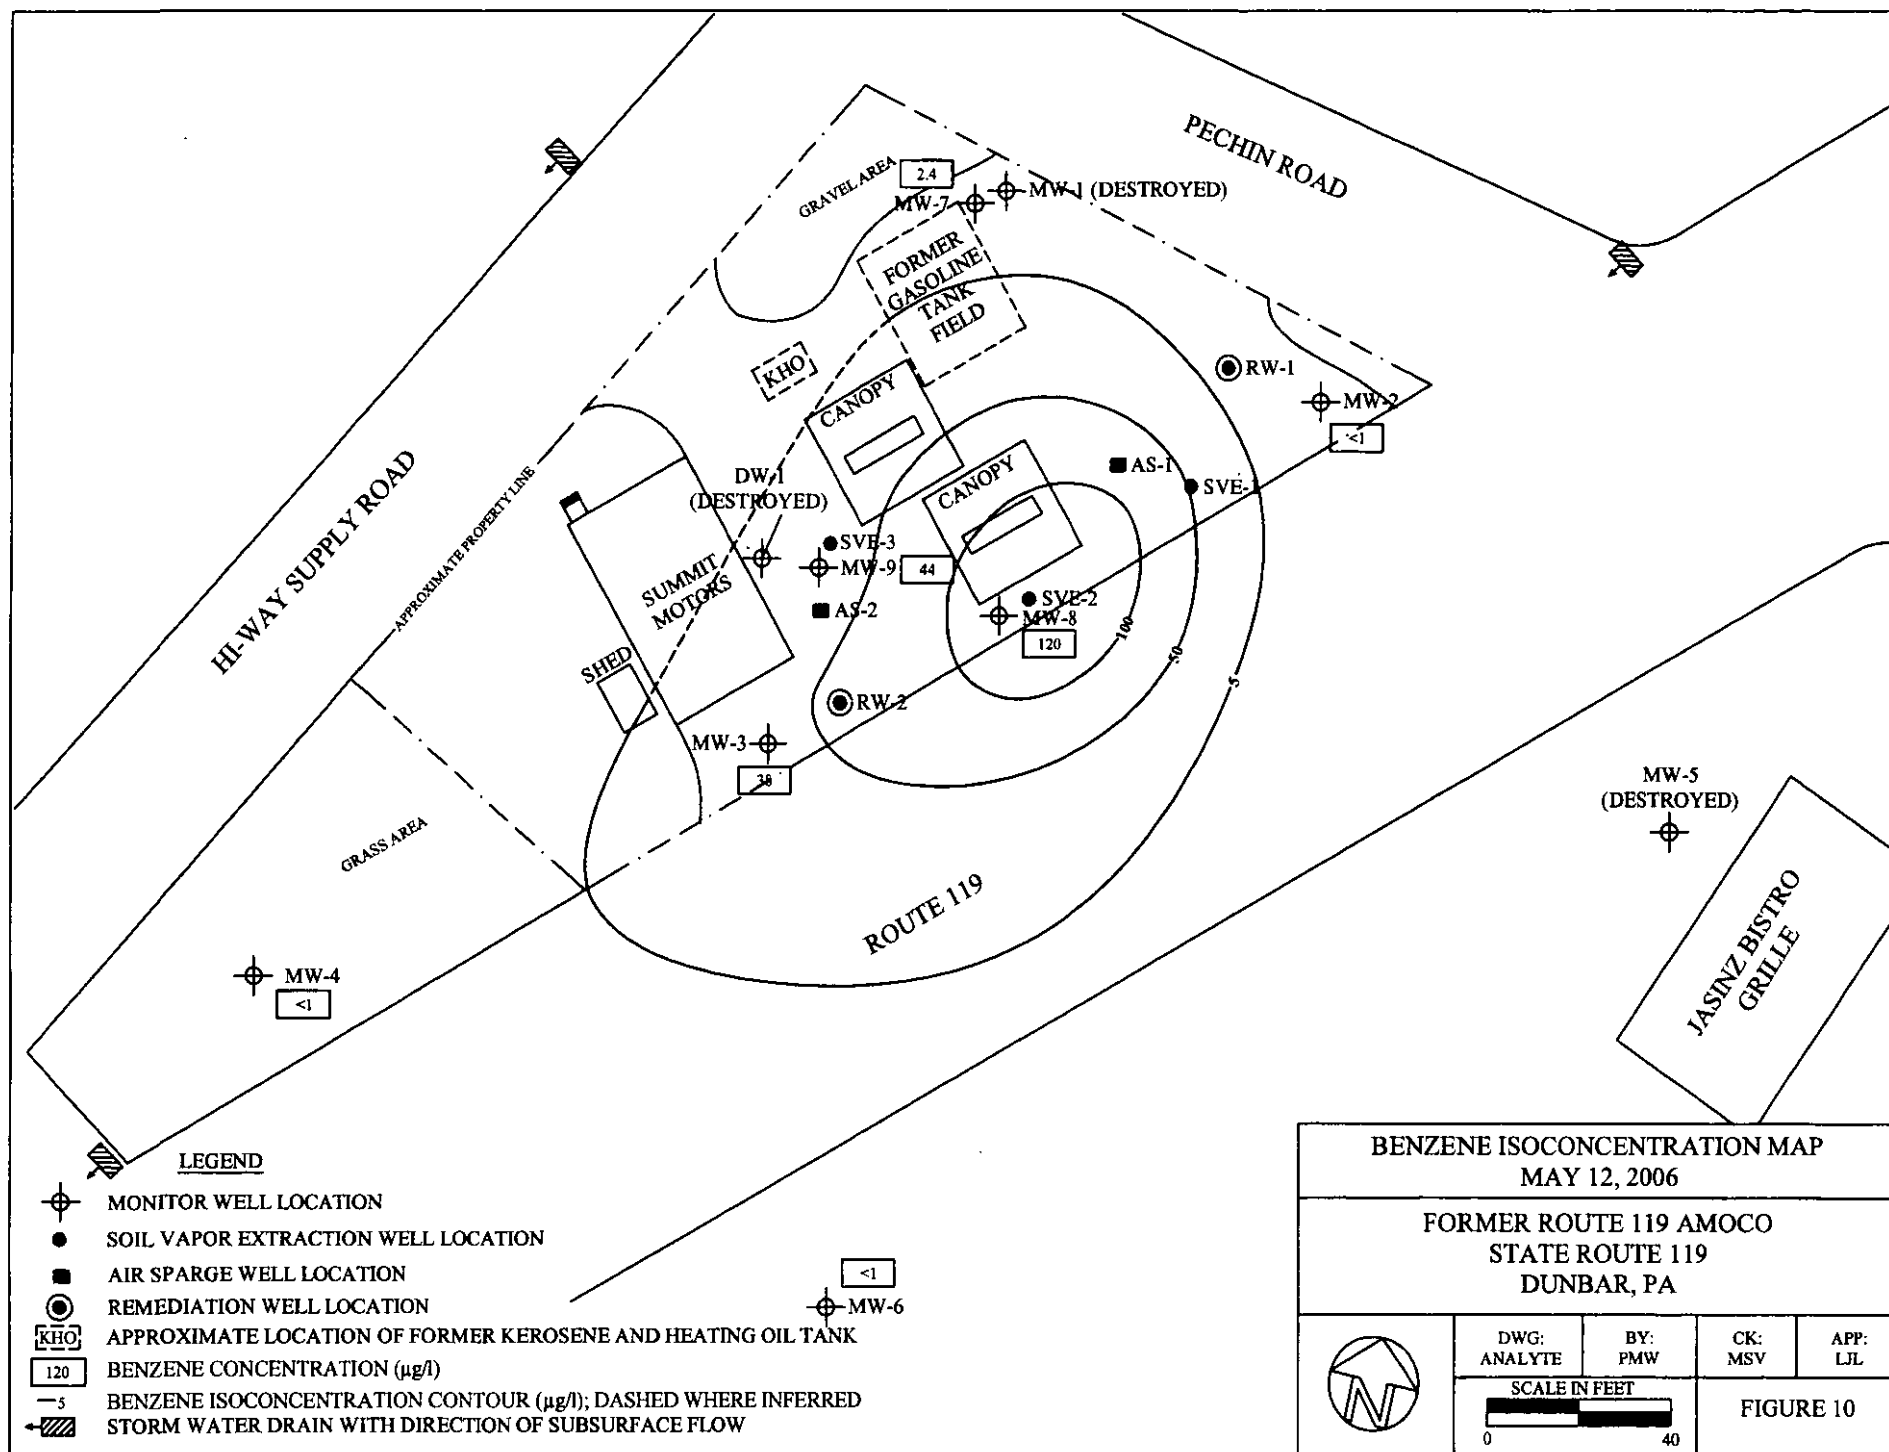 PECHIN ROAD
GRAVEL AREA
2.4
MW-7
MW-1 (DESTROYED)
FORMER
GASOLINE
TANK
FIELD
KHO
CANOPY
RW-1
MW-2
<1
HI-WAY SUPPLY ROAD
APPROXIMATE PROPERTY LINE
DW-1
(DESTROYED)
CANOPY
AS-1
SVE-1
SVE-3
MW-9
44
SUMMIT
MOTORS
AS-2
SVE-2
MW-8
120
100
50
5
SHED
RW-2
MW-3
38
MW-5
(DESTROYED)
GRASS AREA
ROUTE 119
JASINZ BISTRO
GRILLE
MW-4
<1
<1
MW-6
LEGEND
MONITOR WELL LOCATION
SOIL VAPOR EXTRACTION WELL LOCATION
AIR SPARGE WELL LOCATION
REMEDIATION WELL LOCATION
KHO APPROXIMATE LOCATION OF FORMER KEROSENE AND HEATING OIL TANK
120 BENZENE CONCENTRATION (µg/l)
5 BENZENE ISOCONCENTRATION CONTOUR (µg/l); DASHED WHERE INFERRED
STORM WATER DRAIN WITH DIRECTION OF SUBSURFACE FLOW
BENZENE ISOCONCENTRATION MAP
MAY 12, 2006
FORMER ROUTE 119 AMOCO
STATE ROUTE 119
DUNBAR, PA
N
DWG:
ANALYTE
BY:
PMW
CK:
MSV
APP:
LJL
SCALE IN FEET
0 40
FIGURE 10